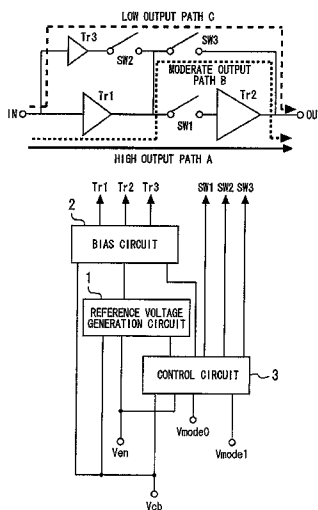 LOW OUTPUT PATH C
Tr3
SW2
SW3
MODERATE OUTPUT
PATH B
Tr2
IN
Tr1
SW1
OU
HIGH OUTPUT PATH A
Tr1 Tr2 Tr3
SW1 SW2 SW3
2
BIAS CIRCUIT
1
REFERENCE VOLTAGE
GENERATION CIRCUIT
CONTROL CIRCUIT
3
Vmode0
Ven
Vmode1
Vcb